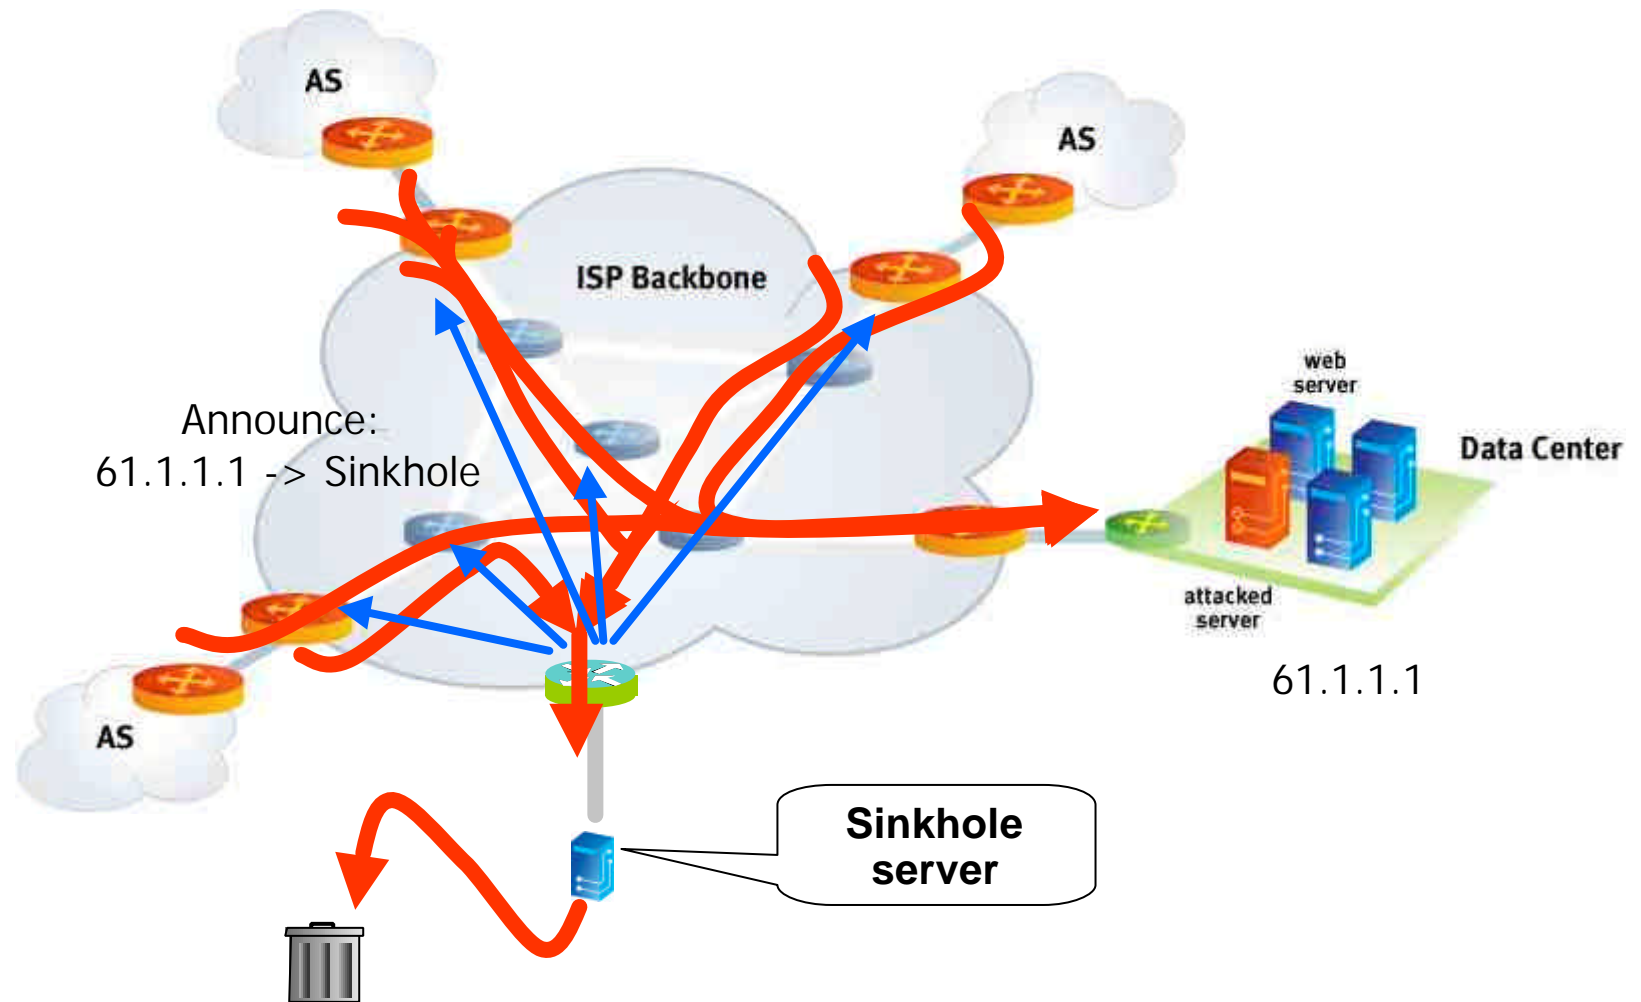 AS
AS
ISP Backbone
web
server
Announce:
61.1.1.1 -> Sinkhole
Data Center
attacked
server
61.1.1.1
AS
Sinkhole
server